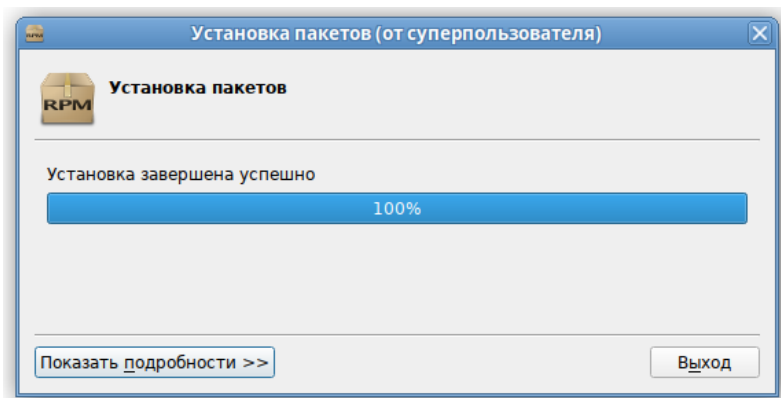 Установка пакетов (от суперпользователя)
RPM
Установка пакетов
Установка завершена успешно
100%
Показать подробности >>
Выход